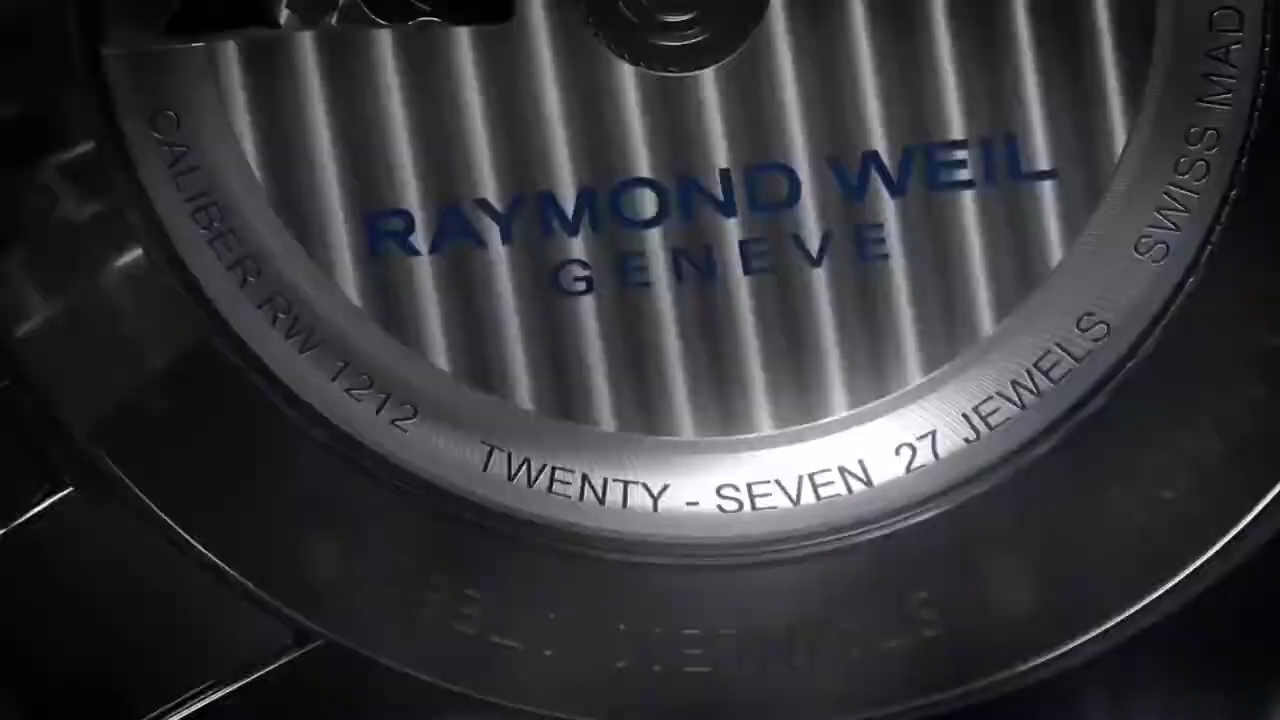 RAYMOND WEIL
GENEVE
CALIBER RW 1212
TWENTY - SEVEN 27 JEWELS
SWISS MAD